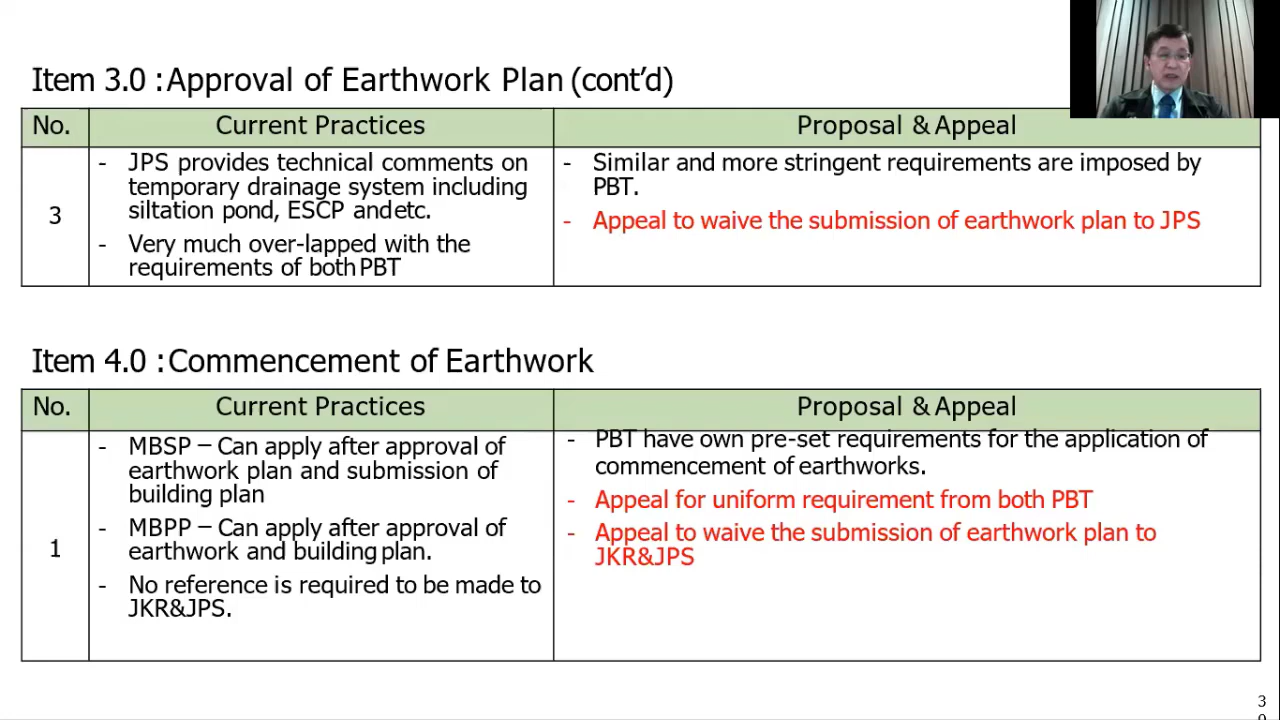 Item 3.0 : Approval of Earthwork Plan (cont'd)
No.
Current Practices
Proposal & Appeal
3
- JPS provides technical comments on
temporary drainage system including
siltation pond, ESCP and etc.
- Very much over-lapped with the
requirements of both PBT
- Similar and more stringent requirements are imposed by
PBT.
- Appeal to waive the submission of earthwork plan to JPS
Item 4.0 : Commencement of Earthwork
No.
Current Practices
Proposal & Appeal
1
- MBSP – Can apply after approval of
earthwork plan and submission of
building plan
- MBPP – Can apply after approval of
earthwork and building plan.
- No reference is required to be made to
JKR&JPS.
- PBT have own pre-set requirements for the application of
commencement of earthworks.
- Appeal for uniform requirement from both PBT
- Appeal to waive the submission of earthwork plan to
JKR&JPS
3